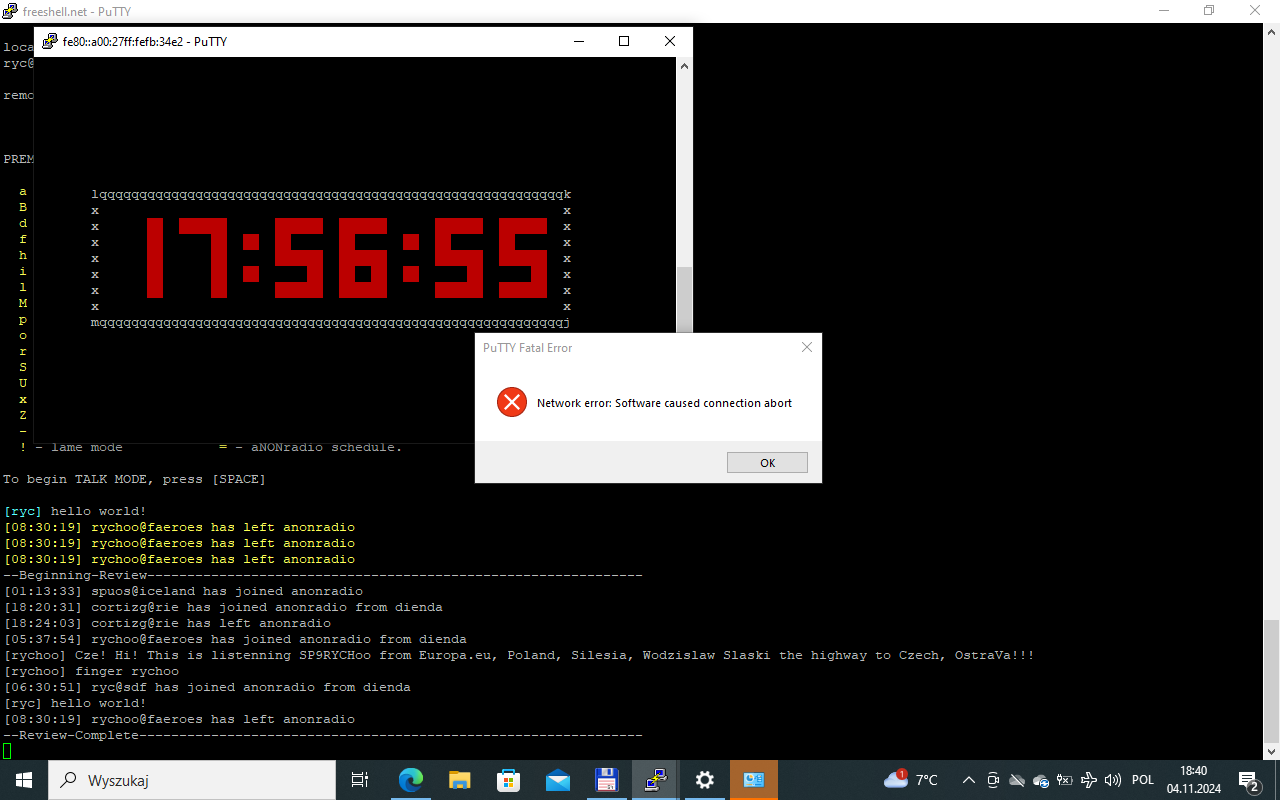 freeshell.net - PuTTY
fe80::a00:27ff:fefb:34e2 - PuTTY
loca
ryc@
remo
PREM
a
B
d
f
h
i
l
M
p
o
r
S
U
x
Z
-
lqqqqqqqqqqqqqqqqqqqqqqqqqqqqqqqqqqqqqqqqqqqqqqqqqqqqqqqqqqk
x x
x x
x x
x x
x x
x x
x x
17:56:55
mqqqqqqqqqqqqqqqqqqqqqqqqqqqqqqqqqqqqqqqqqqqqqqqqqqqqqqqqqqj
PuTTY Fatal Error
Network error: Software caused connection abort
OK
! - lame mode = - aNONradio schedule.
To begin TALK MODE, press [SPACE]
[ryc] hello world!
[08:30:19] rychoo@faeroes has left anonradio
[08:30:19] rychoo@faeroes has left anonradio
[08:30:19] rychoo@faeroes has left anonradio
--Beginning-Review--------------------------------------------------------------
[01:13:33] spuos@iceland has joined anonradio
[18:20:31] cortizg@rie has joined anonradio from dienda
[18:24:03] cortizg@rie has left anonradio
[05:37:54] rychoo@faeroes has joined anonradio from dienda
[rychoo] Cze! Hi! This is listenning SP9RYCHoo from Europa.eu, Poland, Silesia, Wodzislaw Slaski the highway to Czech, OstraVa!!!
[rychoo] finger rychoo
[06:30:51] ryc@sdf has joined anonradio from dienda
[ryc] hello world!
[08:30:19] rychoo@faeroes has left anonradio
--Review-Complete---------------------------------------------------------------
Wyszukaj
1
7°C
POL
18:40
04.11.2024
2